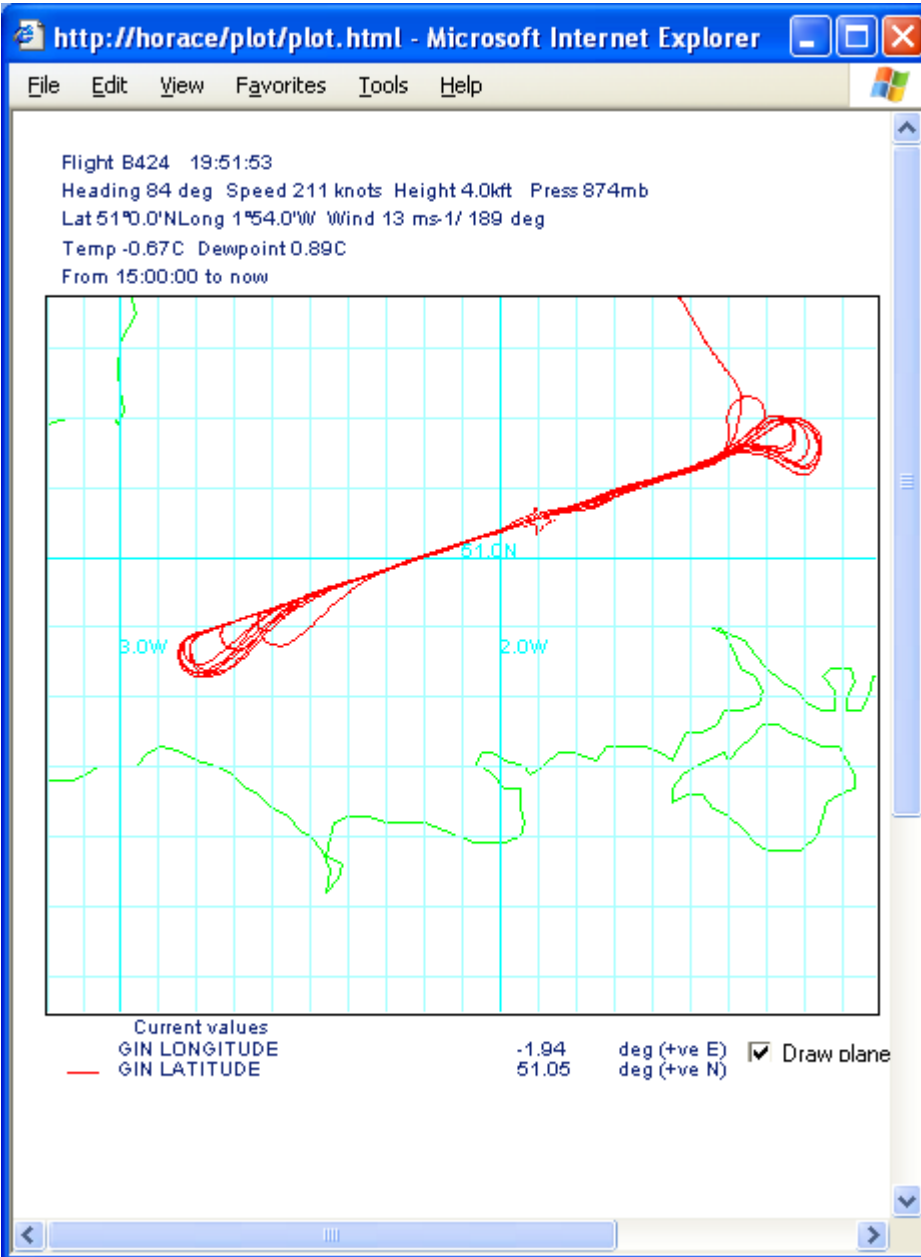 http://horace/plot/plot.html - Microsoft Internet Explorer
File Edit View Favorites Tools Help
Flight B424 19:51:53
Heading 84 deg Speed 211 knots Height 4.0kft Press 874mb
Lat 51°0.0'NLong 1°54.0'W Wind 13 ms-1/ 189 deg
Temp -0.67C Dewpoint 0.89C
From 15:00:00 to now
51.0N
3.0W 2.0W
Current values
GIN LONGITUDE -1.94 deg (+ve E)
GIN LATITUDE 51.05 deg (+ve N)
Draw plane